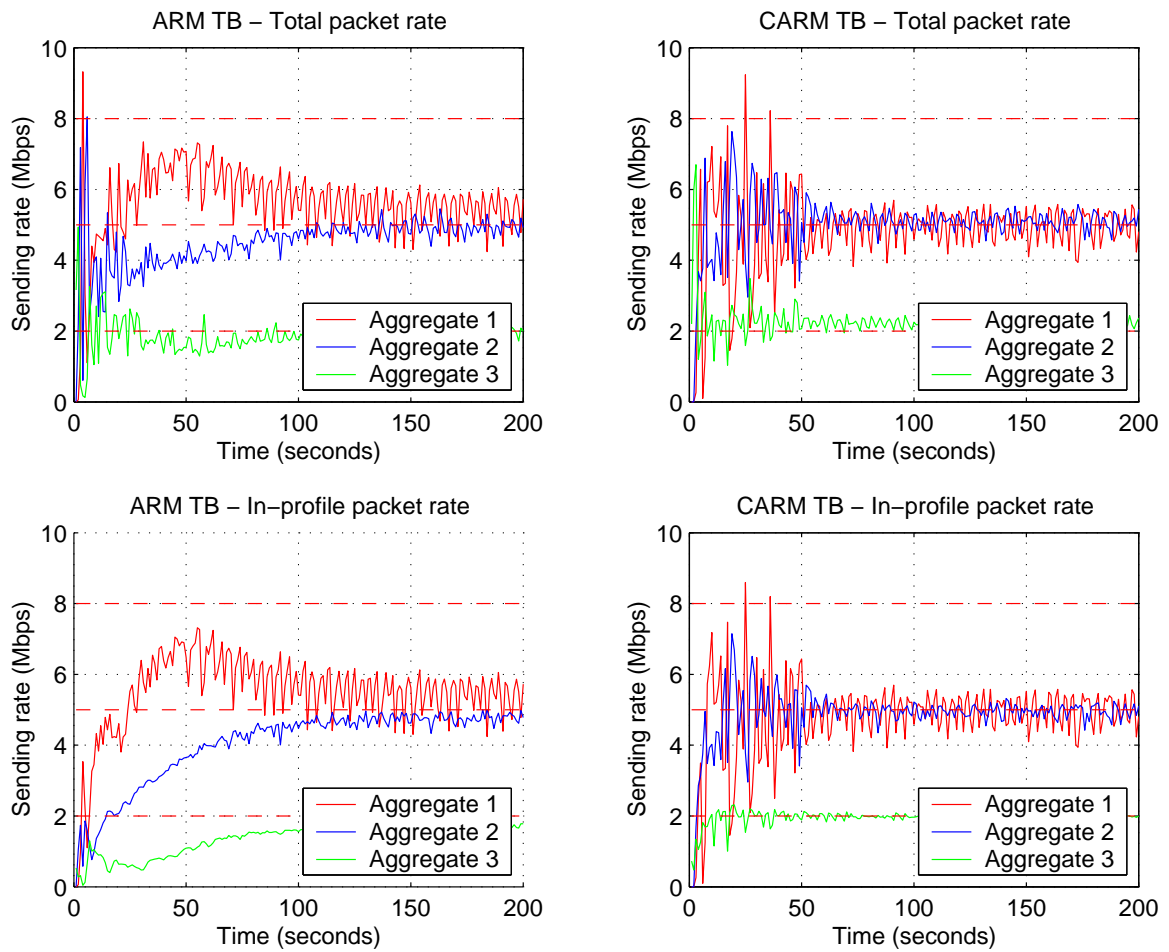 ARM TB − Total packet rate
10
8
6
4
2
0
Sending rate (Mbps)
Aggregate 1
Aggregate 2
Aggregate 3
0 50 100 150 200
Time (seconds)
CARM TB − Total packet rate
10
8
6
4
2
0
Sending rate (Mbps)
Aggregate 1
Aggregate 2
Aggregate 3
0 50 100 150 200
Time (seconds)
ARM TB − In−profile packet rate
10
8
6
4
2
0
Sending rate (Mbps)
Aggregate 1
Aggregate 2
Aggregate 3
0 50 100 150 200
Time (seconds)
CARM TB − In−profile packet rate
10
8
6
4
2
0
Sending rate (Mbps)
Aggregate 1
Aggregate 2
Aggregate 3
0 50 100 150 200
Time (seconds)